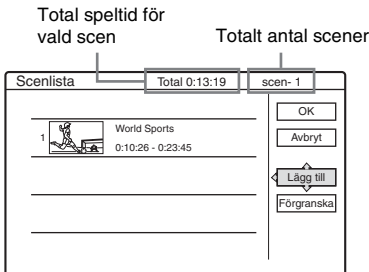 Total speltid för
vald scen
Totalt antal scener
Scenlista
Total 0:13:19
scen- 1
OK
Avbryt
Lägg till
Förgranska
1
World Sports
0:10:26 - 0:23:45